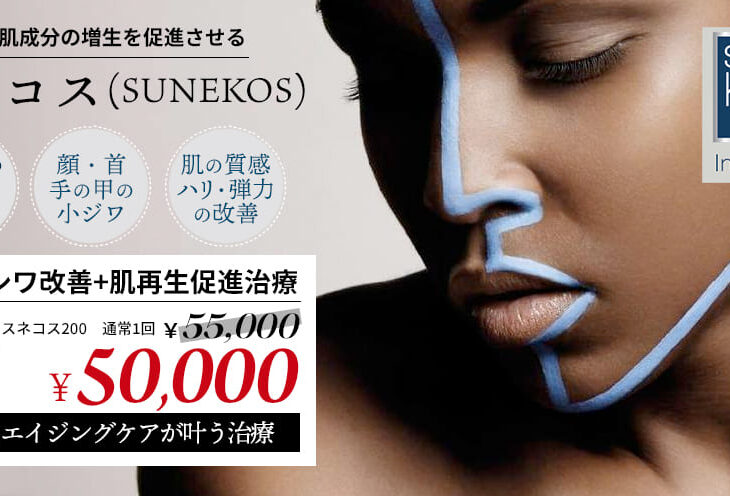 肌成分の増生を促進させる
コス(SUNEKOS)
の
顔・首
手の甲の
小ジワ
肌の質感
ハリ・弾力
の改善
シワ改善+肌再生促進治療
スネコス200 通常1回 ¥55,000
¥50,000
エイジングケアが叶う治療
S
In